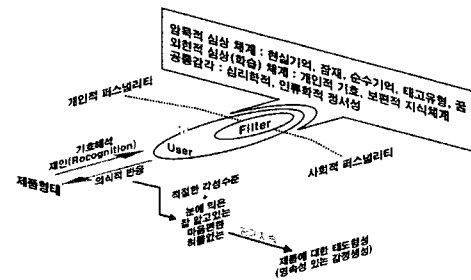 암묵적 심상 체계 : 현실기억, 잠재, 순수기억, 태고유형, 꿈
외현적 심상(학습) 체계 : 개인적 기호, 보편적 지식체계
공통감각 : 심리학적, 인류학적 정서성
개인적 퍼스낼리티
Filter
User
기호해석
재인(Rocognition)
제품형태
의식적 반응
사회적 퍼스낼리티
적절한 각성수준
+
눈에 익은
잘 알고있는
마음편한
허물없는
제품에 대한 태도형성
(영속성 있는 감정생성)